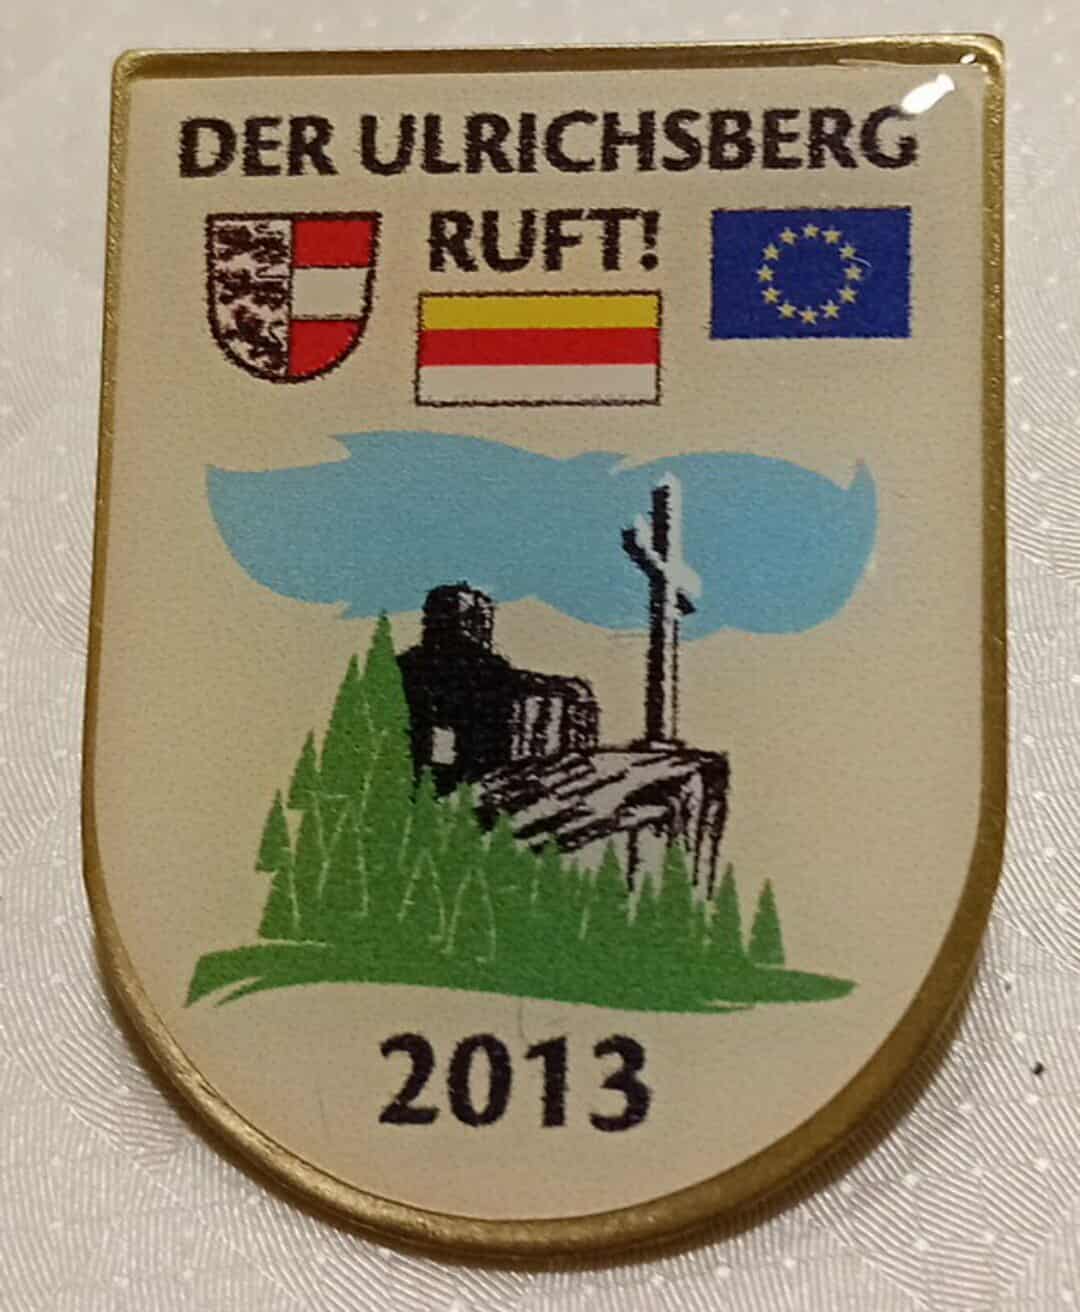 DER ULRICHSBERG
RUFT!
2013